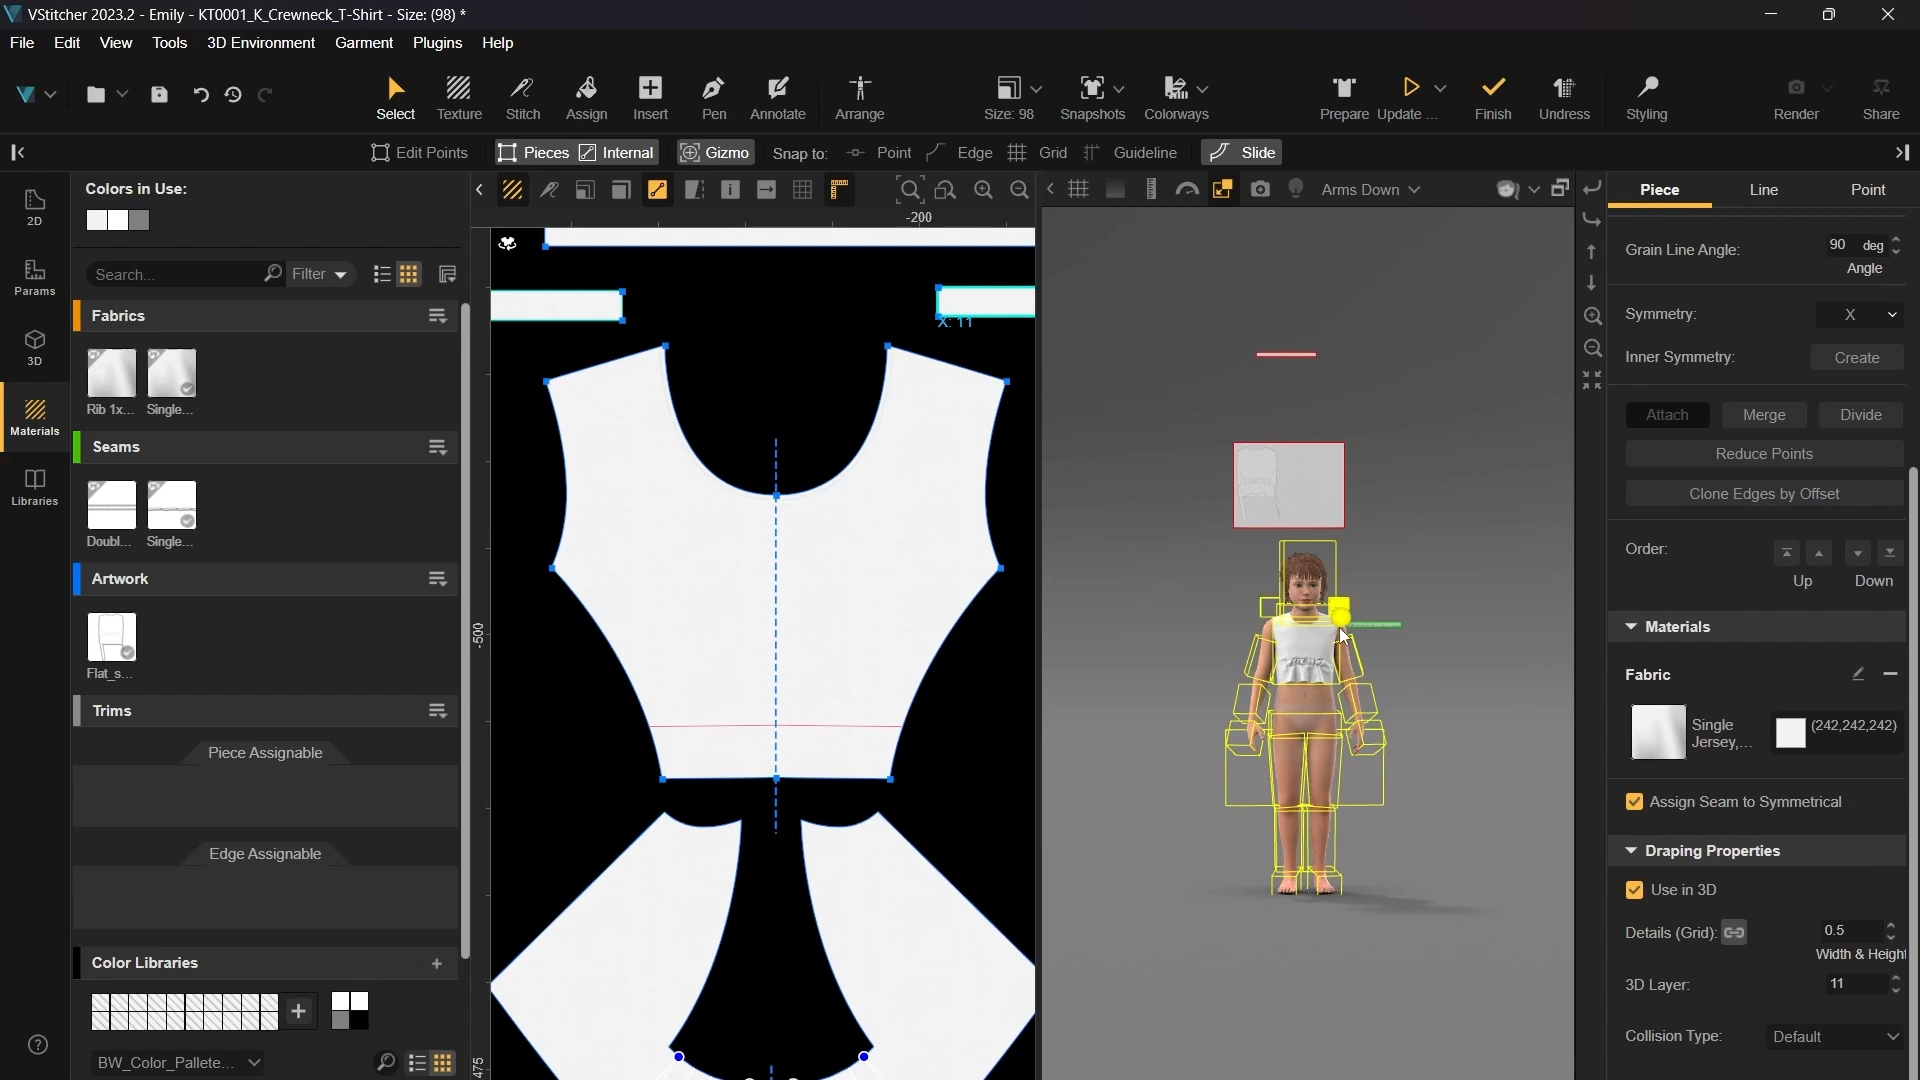 VStitcher 2023.2 - Emily - KT0001_K_Crewneck_T-Shirt - Size: (98) *
File Edit View Tools 3D Environment Garment Plugins Help
Select Texture Stitch Assign Insert Pen Annotate Arrange Size: 98 Snapshots Colorways Prepare Update ... Finish Undress Styling Render Share
Edit Points Pieces Internal Gizmo Snap to: Point Edge Grid Guideline Slide
2D
Params
3D
Materials
Libraries
Colors in Use:
Search... Filter
Fabrics
Rib 1x... Single...
Seams
Doubl... Single...
Artwork
Flat_s...
Trims
Piece Assignable
Edge Assignable
Color Libraries
BW_Color_Pallete...
-200
-500
475
X: 11
Arms Down
Piece Line Point
Grain Line Angle: 90 deg
Angle
Symmetry: X
Inner Symmetry: Create
Attach Merge Divide
Reduce Points
Clone Edges by Offset
Order:
Up Down
Materials
Fabric
Single Jersey,... (242,242,242)
Assign Seam to Symmetrical
Draping Properties
Use in 3D
Details (Grid): 0.5
Width & Heigh
3D Layer: 11
Collision Type: Default